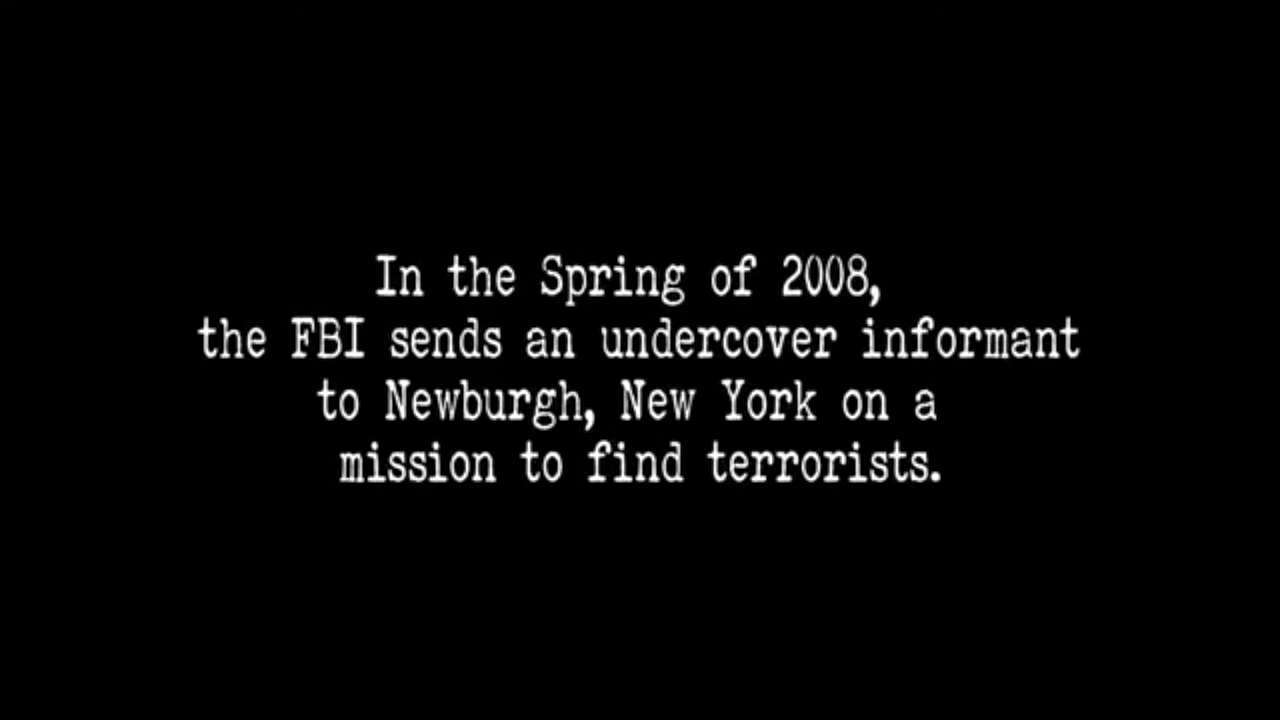 In the Spring of 2008,
the FBI sends an undercover informant
to Newburgh, New York on a
mission to find terrorists.